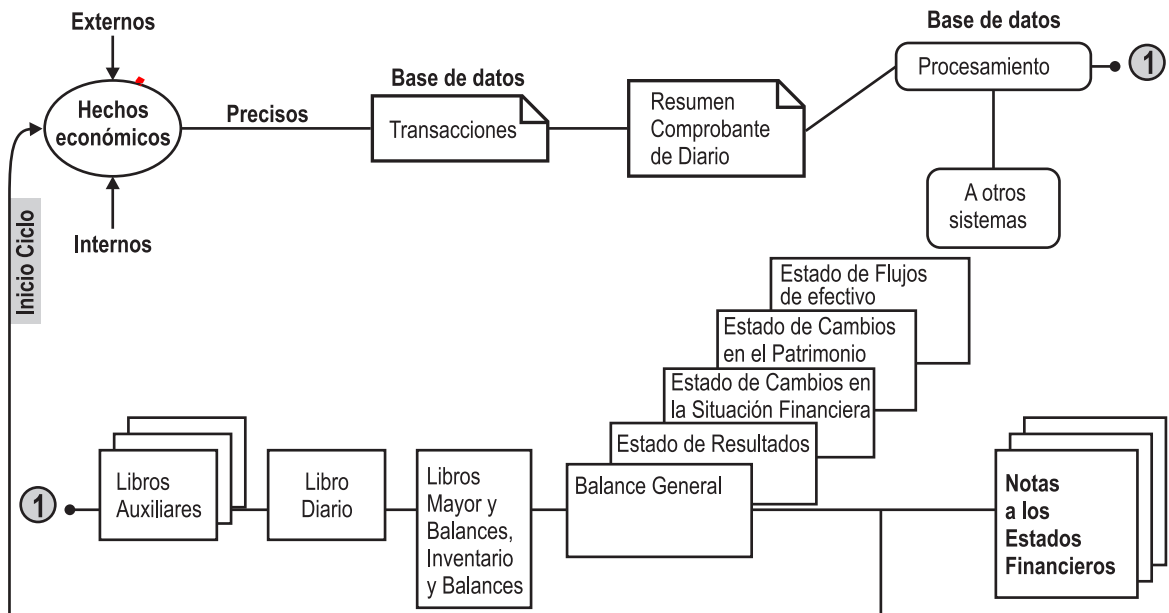 Externos
Hechos
económicos
Internos
Inicio Ciclo
Precisos
Base de datos
Transacciones
Resumen
Comprobante
de Diario
Base de datos
Procesamiento
1
A otros
sistemas
Estado de Flujos
de efectivo
Estado de Cambios
en el Patrimonio
Estado de Cambios en
la Situación Financiera
Estado de Resultados
Balance General
1
Libros
Auxiliares
Libro
Diario
Libros
Mayor y
Balances,
Inventario
y Balances
Notas
a los
Estados
Financieros